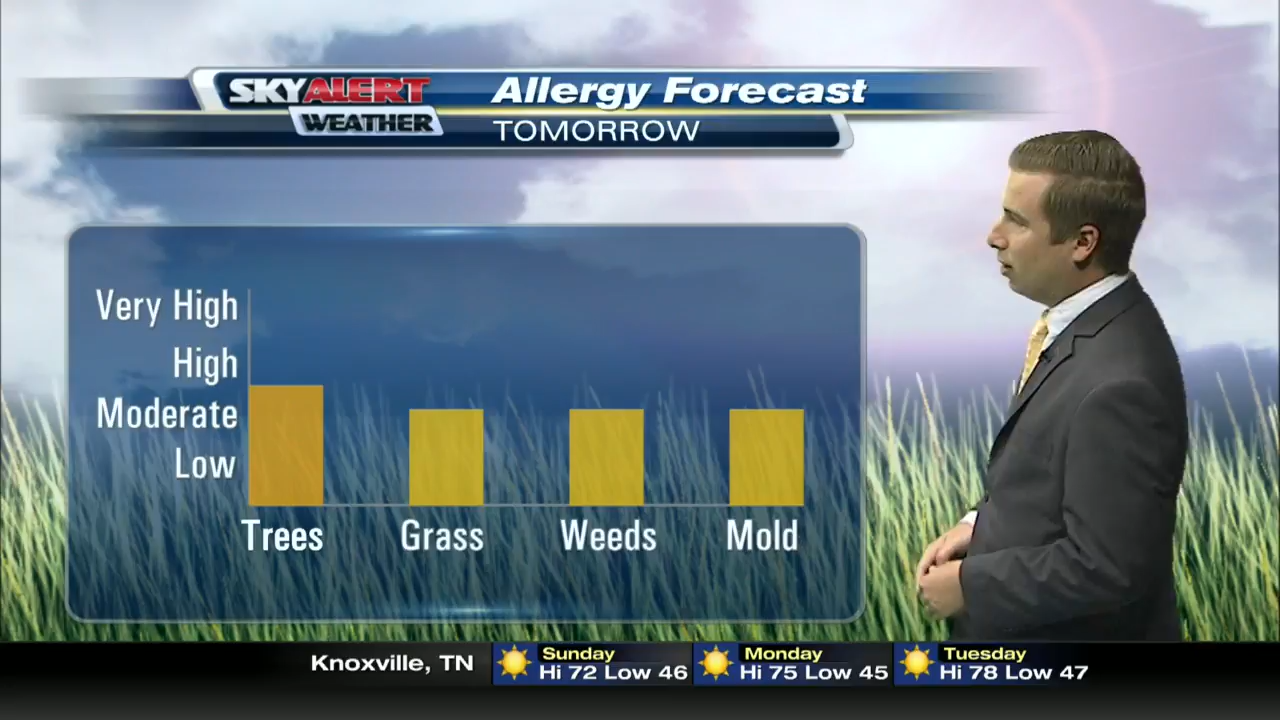 SKYALERT
WEATHER
Allergy Forecast
TOMORROW
Very High
High
Moderate
Low
Trees Grass Weeds Mold
Knoxville, TN
Sunday
Hi 72 Low 46
Monday
Hi 75 Low 45
Tuesday
Hi 78 Low 47